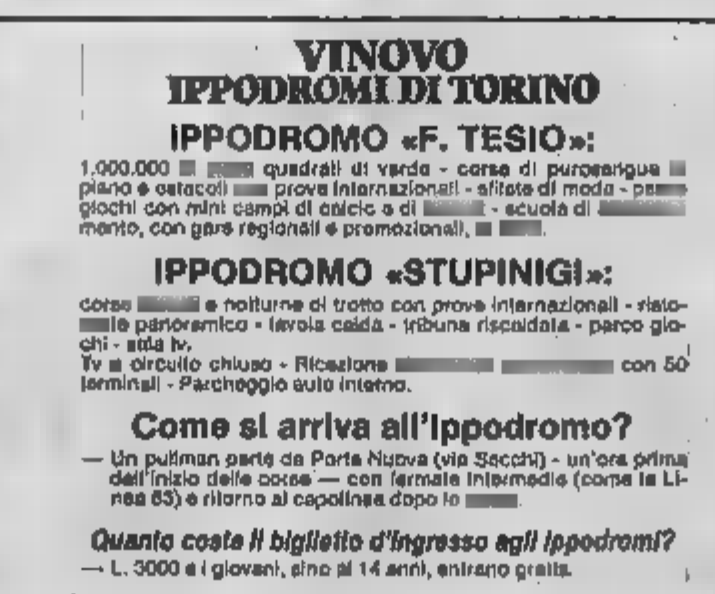 VINOVO
IPPODROMI DI TORINO
IPPODROMO «F. TESIO»:
1.000.000 quadrati di verde - corse di purosangue
piano e ostacoli prove internazionali - sfilate di moda -
giochi con mini campi di calcio e di - scuola di
mento, con gare regionali e promozionali,
IPPODROMO «STUPINIGI»:
corse e notturne di trotto con prove internazionali - risto-
panoramico - tavola calda - tribuna riscaldata - parco gio-
chi - sala tv.
Tv a circuito chiuso - Ricezione con 50
terminali - Parcheggio auto interno.
Come si arriva all'Ippodromo?
— Un pullman parte da Porta Nuova (via Sacchi) - un'ora prima
dell'inizio delle corse — con fermate intermedie (come la Li-
nea 63) e ritorno al capolinea dopo le
Quanto costa il biglietto d'ingresso agli Ippodromi?
— L. 3000 e i giovani, sino ai 14 anni, entrano gratis.